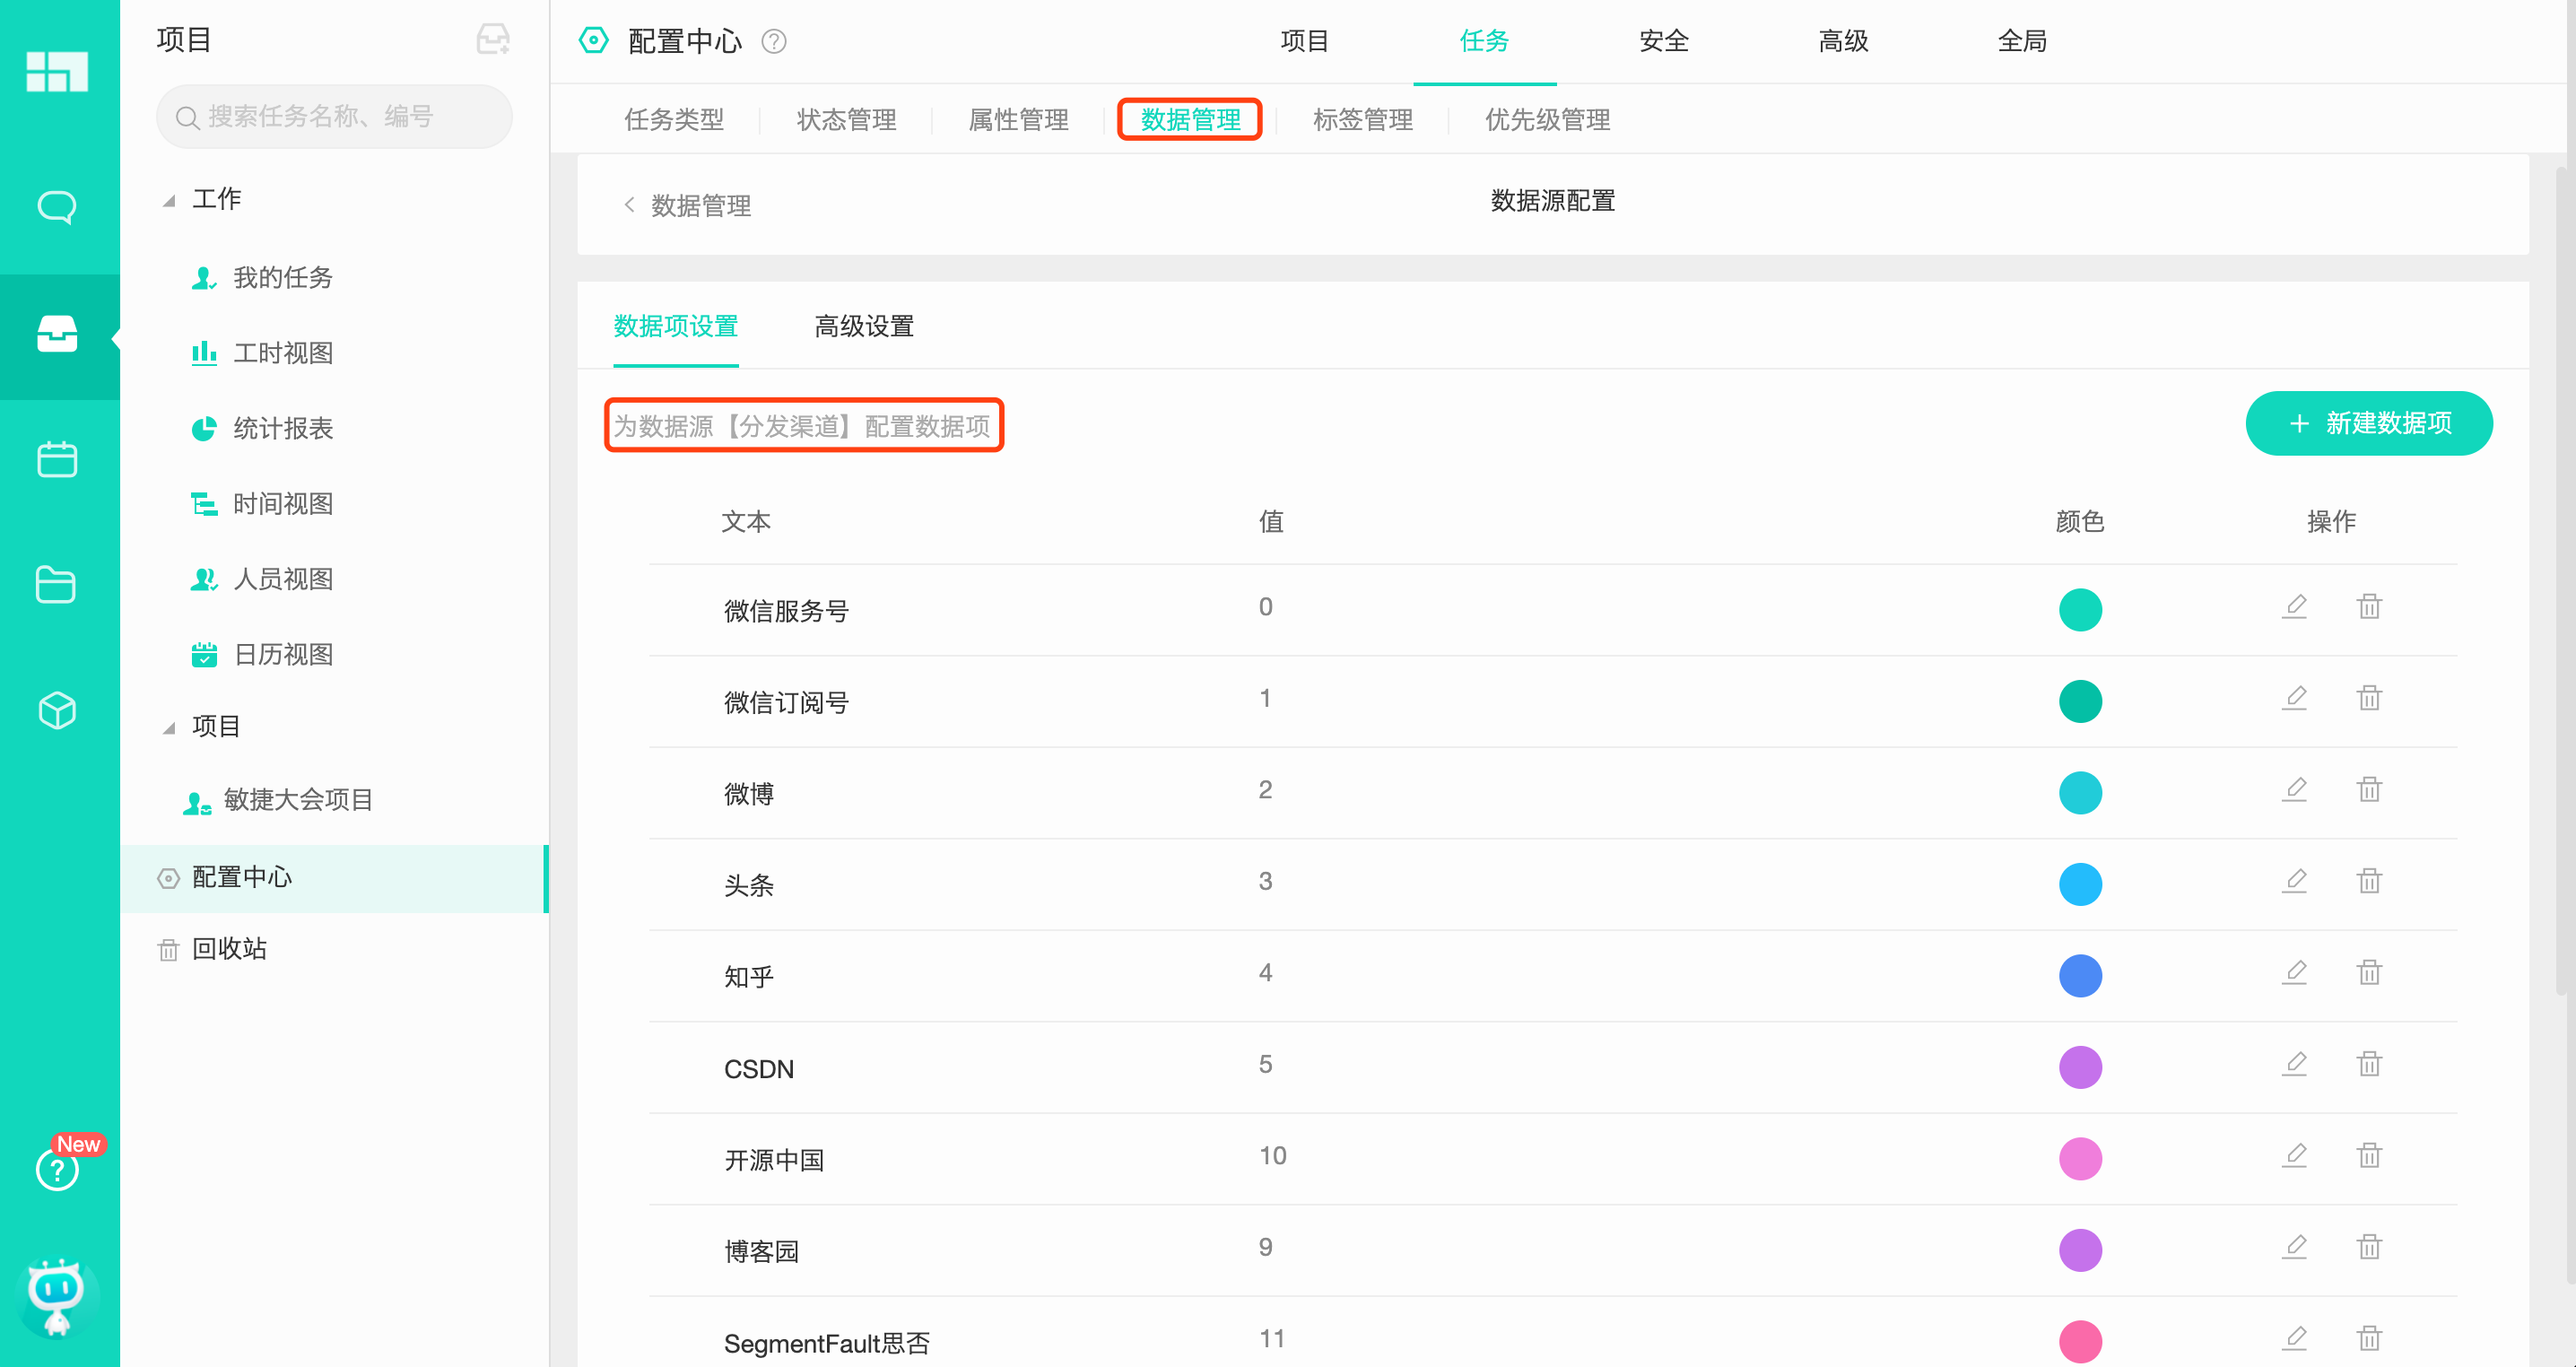 项目
搜索任务名称、编号
工作
我的任务
工时视图
统计报表
时间视图
人员视图
日历视图
项目
敏捷大会项目
配置中心
回收站
New
配置中心
项目 任务 安全 高级 全局
任务类型 状态管理 属性管理 数据管理 标签管理 优先级管理
数据管理 数据源配置
数据项设置 高级设置
为数据源【分发渠道】配置数据项
+ 新建数据项
文本 值 颜色 操作
微信服务号 0
微信订阅号 1
微博 2
头条 3
知乎 4
CSDN 5
开源中国 10
博客园 9
SegmentFault思否 11